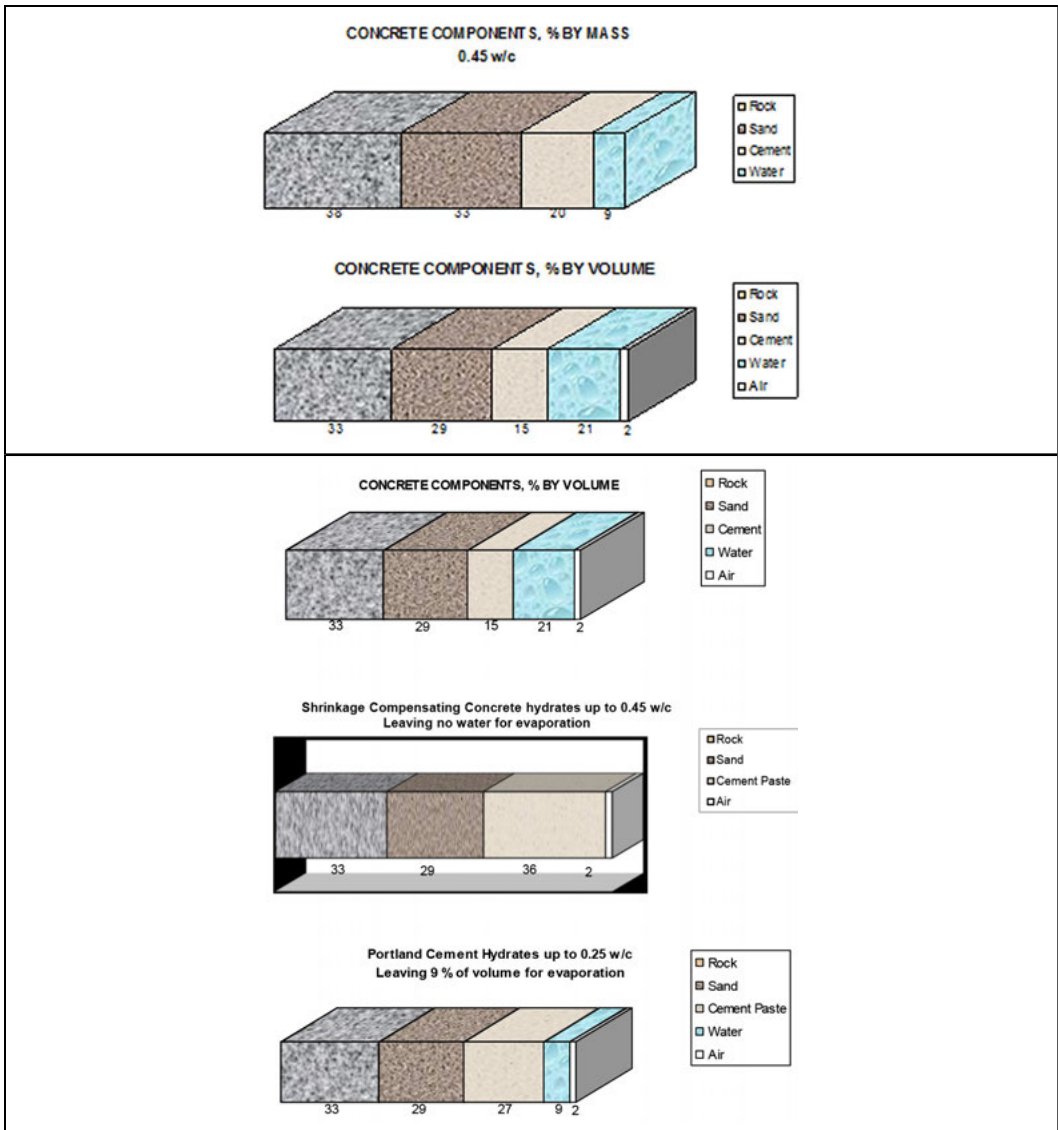 CONCRETE COMPONENTS, % BY MASS
0.45 w/c
Rock
Sand
Cement
Water
38 33 20 9
CONCRETE COMPONENTS, % BY VOLUME
Rock
Sand
Cement
Water
Air
33 29 15 21 2
CONCRETE COMPONENTS, % BY VOLUME
Rock
Sand
Cement
Water
Air
33 29 15 21 2
Shrinkage Compensating Concrete hydrates up to 0.45 w/c
Leaving no water for evaporation
Rock
Sand
Cement Paste
Air
33 29 36 2
Portland Cement Hydrates up to 0.25 w/c
Leaving 9 % of volume for evaporation
Rock
Sand
Cement Paste
Water
Air
33 29 27 9 2